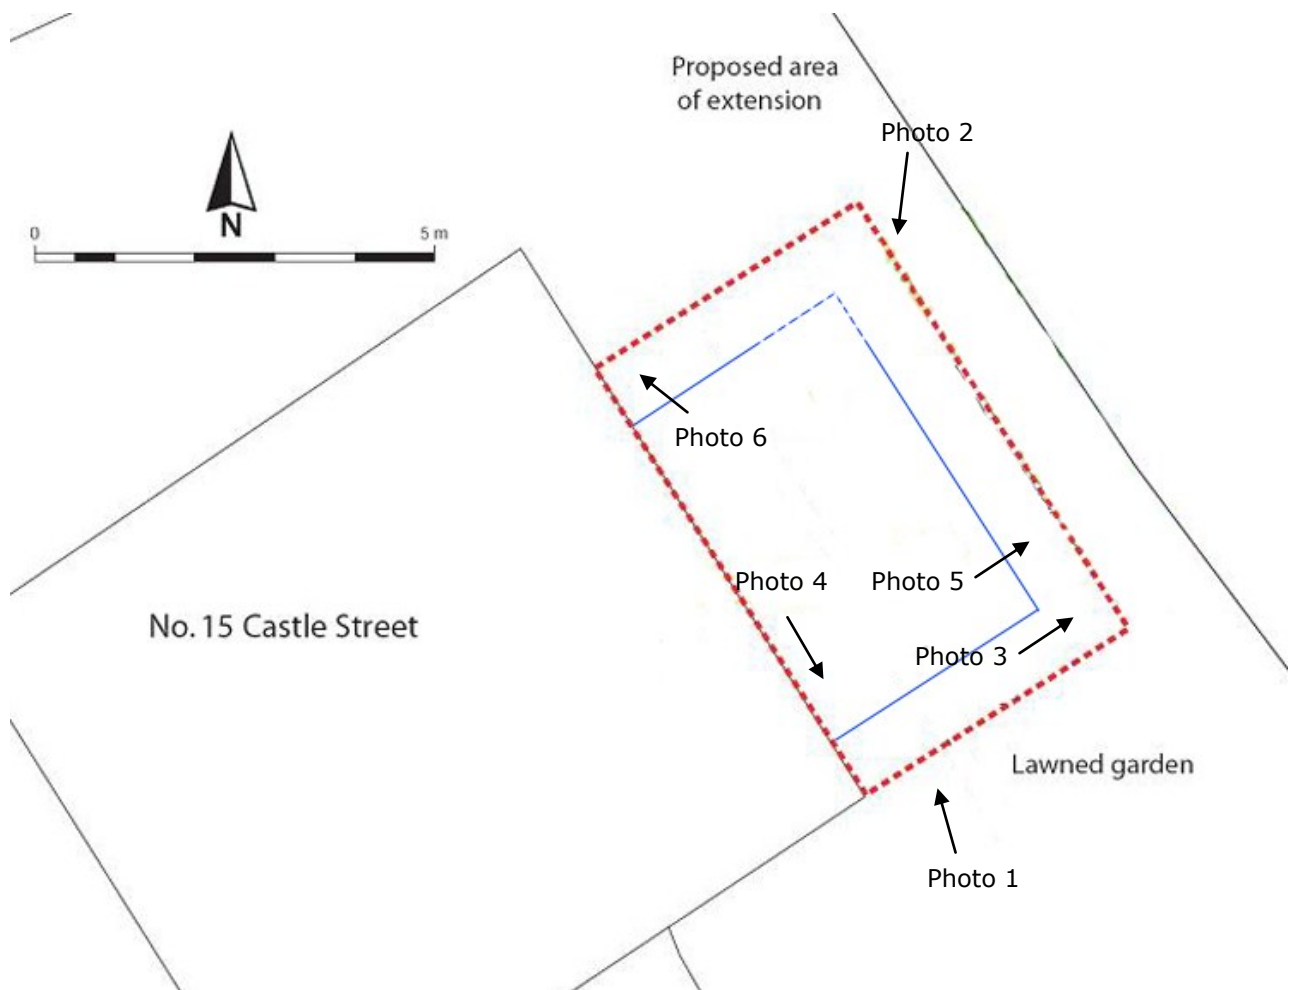 Proposed area
of extension
Photo 2
N
0 5 m
Photo 6
Photo 4
Photo 5
No. 15 Castle Street
Photo 3
Lawned garden
Photo 1